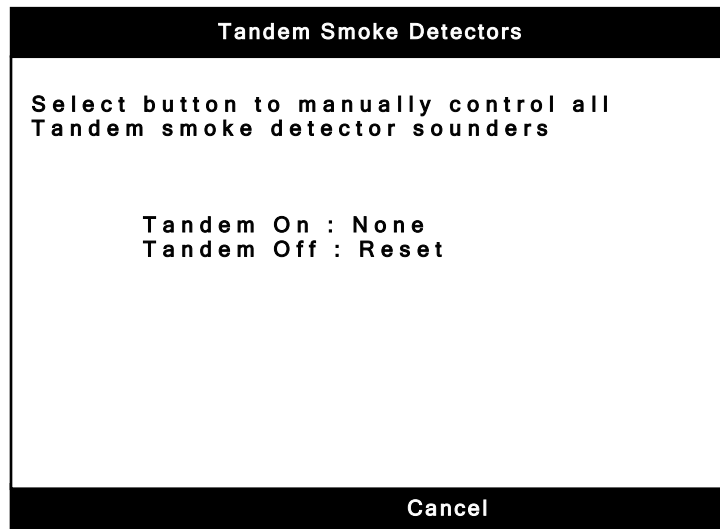 Tandem Smoke Detectors
Select button to manually control all
Tandem smoke detector sounders
Tandem On : None
Tandem Off : Reset
Cancel